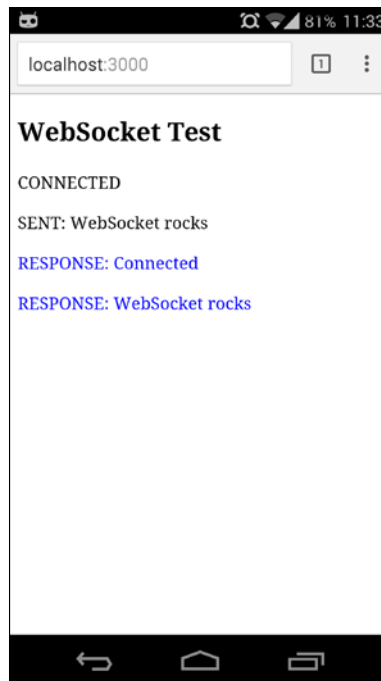 81% 11:33
localhost:3000
1
WebSocket Test
CONNECTED
SENT: WebSocket rocks
RESPONSE: Connected
RESPONSE: WebSocket rocks